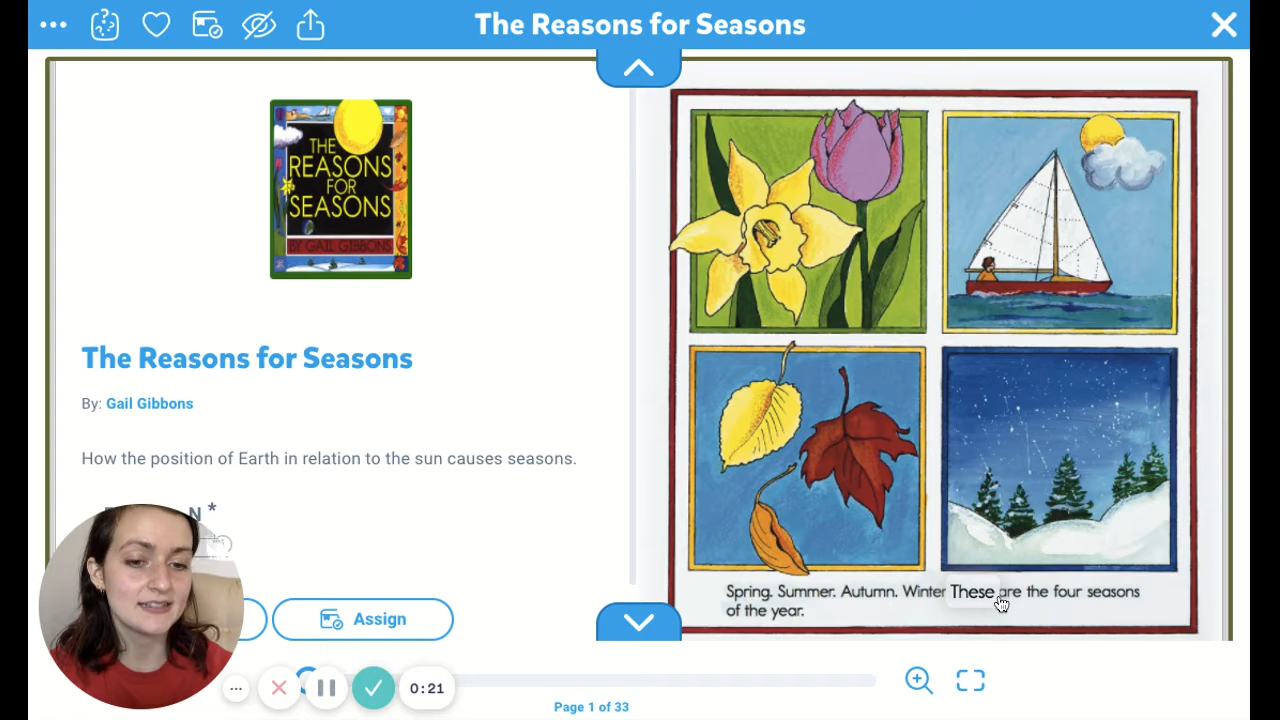 The Reasons for Seasons
THE
REASONS
FOR
SEASONS
BY GAIL GIBBONS
The Reasons for Seasons
By: Gail Gibbons
How the position of Earth in relation to the sun causes seasons.
Assign
Spring. Summer. Autumn. Winter These are the four seasons
of the year.
0:21
Page 1 of 33